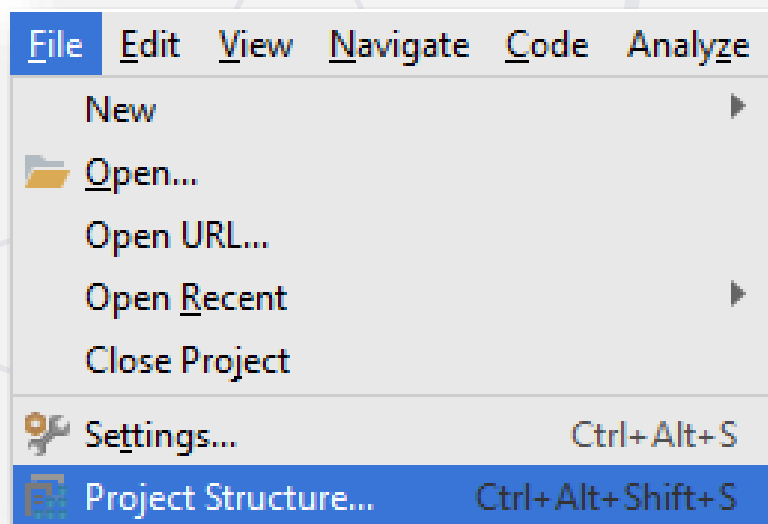 File Edit View Navigate Code Analyze
New
Open...
Open URL...
Open Recent
Close Project
Settings... Ctrl+Alt+S
Project Structure... Ctrl+Alt+Shift+S